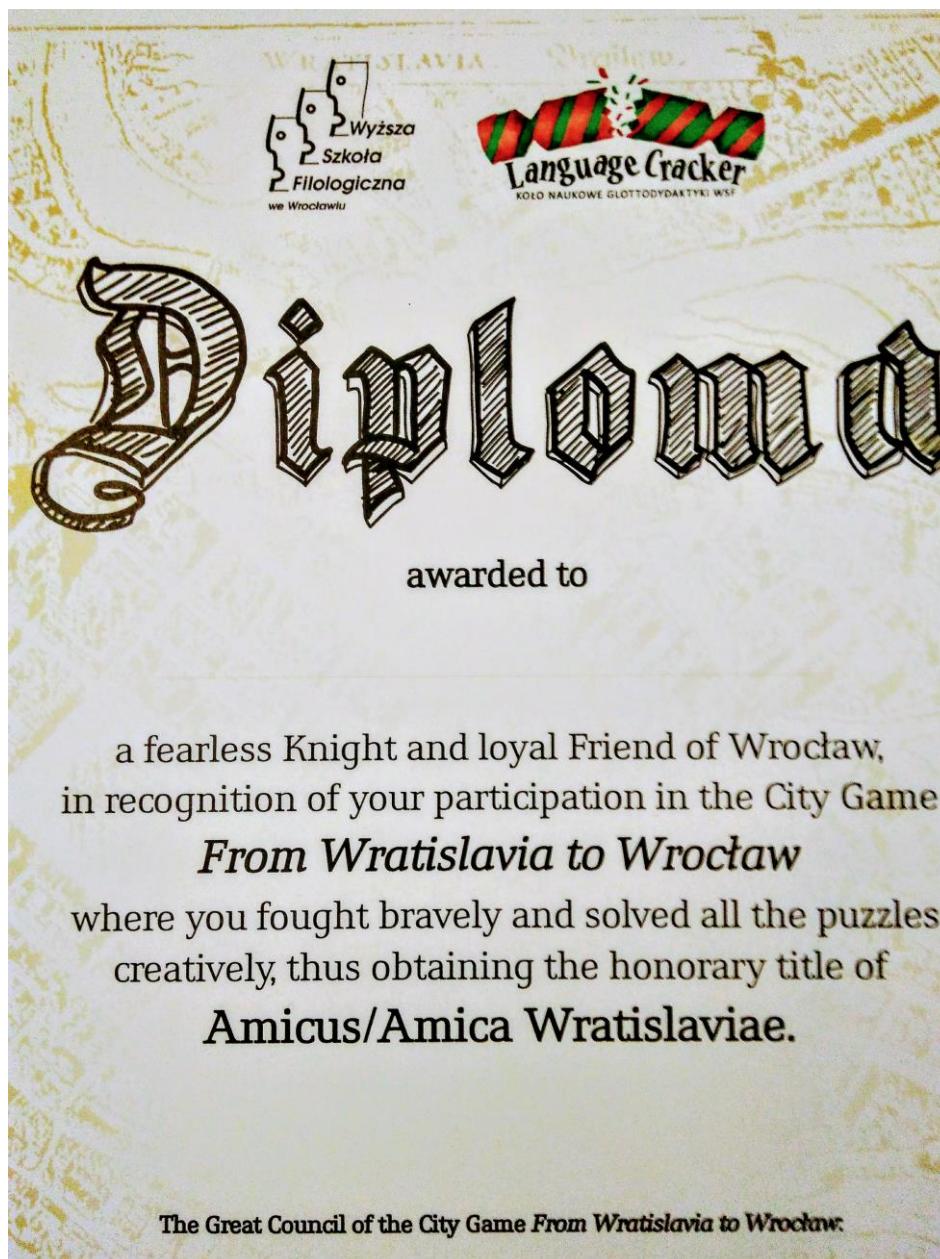 WRATISLAVIA Breslau.
Wyższa
Szkoła
Filologiczna
we Wrocławiu
Language Cracker
KOŁO NAUKOWE GLOTTODYDAKTYKI WSF
Diploma
awarded to
a fearless Knight and loyal Friend of Wrocław,
in recognition of your participation in the City Game
From Wratislavia to Wrocław
where you fought bravely and solved all the puzzles
creatively, thus obtaining the honorary title of
Amicus/Amica Wratislaviae.
The Great Council of the City Game From Wratislavia to Wrocław.